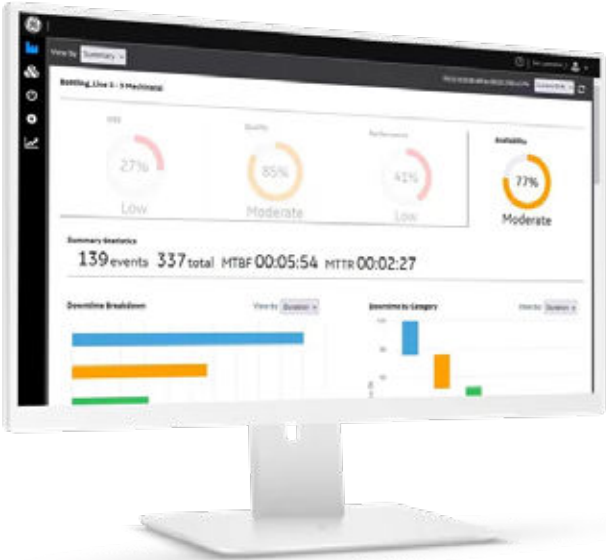 View by Summary
Bottling_Line 2 - 3 Machine(s)
OEE
27%
Low
Quality
85%
Moderate
Performance
41%
Low
Availability
77%
Moderate
Summary Statistics
139 events 337 total MTBF 00:05:54 MTTR 00:02:27
Downtime Breakdown View by Duration
Downtime by Category View by Duration